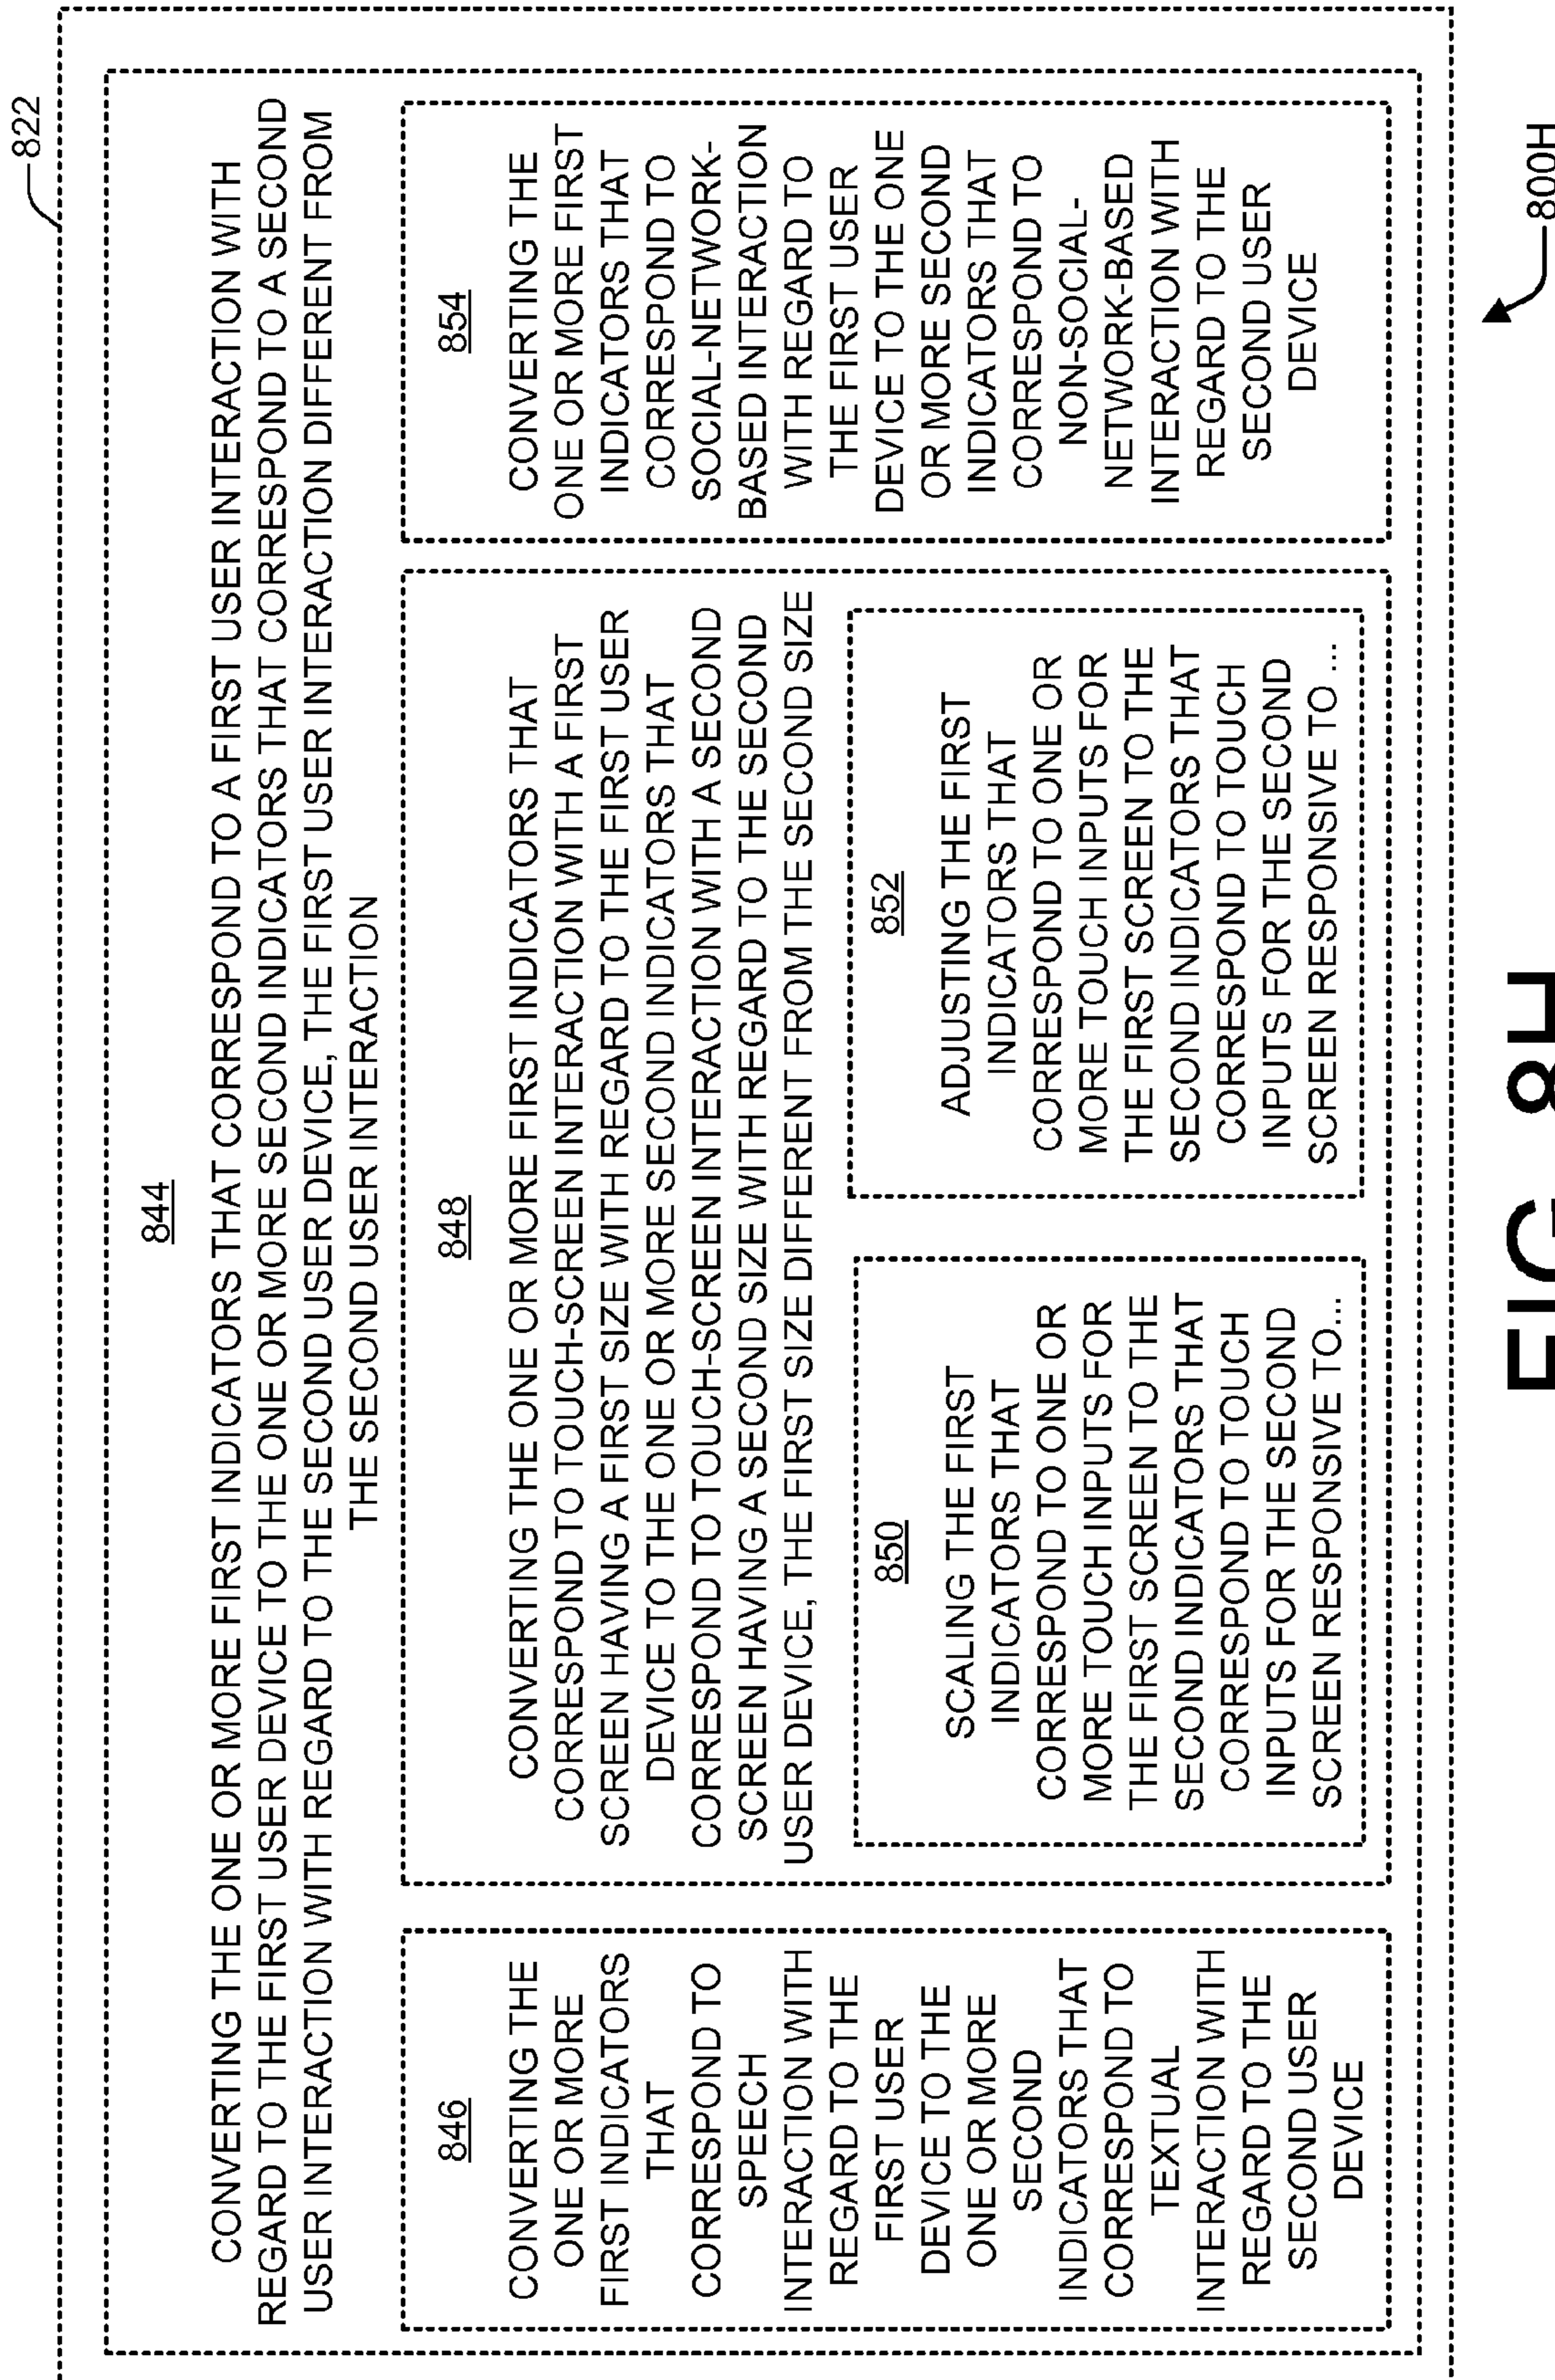 822
844
CONVERTING THE ONE OR MORE FIRST INDICATORS THAT CORRESPOND TO A FIRST USER INTERACTION WITH
REGARD TO THE FIRST USER DEVICE TO THE ONE OR MORE SECOND INDICATORS THAT CORRESPOND TO A SECOND
USER INTERACTION WITH REGARD TO THE SECOND USER DEVICE, THE FIRST USER INTERACTION DIFFERENT FROM
THE SECOND USER INTERACTION
846
CONVERTING THE
ONE OR MORE
FIRST INDICATORS
THAT
CORRESPOND TO
SPEECH
INTERACTION WITH
REGARD TO THE
FIRST USER
DEVICE TO THE
ONE OR MORE
SECOND
INDICATORS THAT
CORRESPOND TO
TEXTUAL
INTERACTION WITH
REGARD TO THE
SECOND USER
DEVICE
848
CONVERTING THE ONE OR MORE FIRST INDICATORS THAT
CORRESPOND TO TOUCH-SCREEN INTERACTION WITH A FIRST
SCREEN HAVING A FIRST SIZE WITH REGARD TO THE FIRST USER
DEVICE TO THE ONE OR MORE SECOND INDICATORS THAT
CORRESPOND TO TOUCH-SCREEN INTERACTION WITH A SECOND
SCREEN HAVING A SECOND SIZE WITH REGARD TO THE SECOND
USER DEVICE, THE FIRST SIZE DIFFERENT FROM THE SECOND SIZE
850
SCALING THE FIRST
INDICATORS THAT
CORRESPOND TO ONE OR
MORE TOUCH INPUTS FOR
THE FIRST SCREEN TO THE
SECOND INDICATORS THAT
CORRESPOND TO TOUCH
INPUTS FOR THE SECOND
SCREEN RESPONSIVE TO...
852
ADJUSTING THE FIRST
INDICATORS THAT
CORRESPOND TO ONE OR
MORE TOUCH INPUTS FOR
THE FIRST SCREEN TO THE
SECOND INDICATORS THAT
CORRESPOND TO TOUCH
INPUTS FOR THE SECOND
SCREEN RESPONSIVE TO ...
854
CONVERTING THE
ONE OR MORE FIRST
INDICATORS THAT
CORRESPOND TO
SOCIAL-NETWORK-
BASED INTERACTION
WITH REGARD TO
THE FIRST USER
DEVICE TO THE ONE
OR MORE SECOND
INDICATORS THAT
CORRESPOND TO
NON-SOCIAL-
NETWORK-BASED
INTERACTION WITH
REGARD TO THE
SECOND USER
DEVICE
800H
FIG. 8H